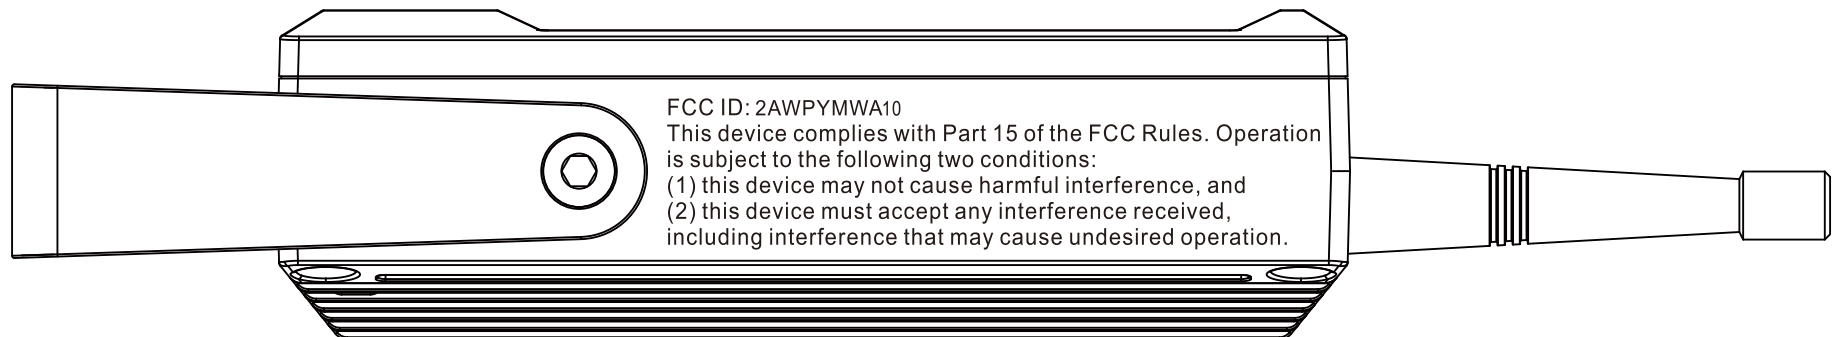 FCC ID: 2AWPYMWA10
This device complies with Part 15 of the FCC Rules. Operation
is subject to the following two conditions:
(1) this device may not cause harmful interference, and
(2) this device must accept any interference received,
including interference that may cause undesired operation.